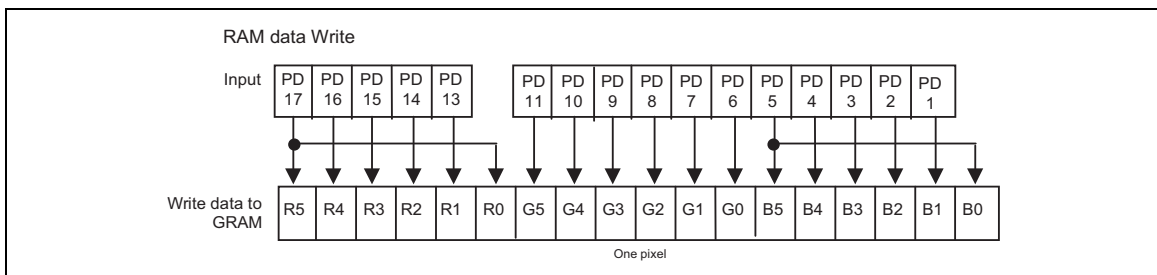 RAM data Write
Input PD PD PD PD PD PD PD PD PD PD PD PD PD PD PD PD
17 16 15 14 13 11 10 9 8 7 6 5 4 3 2 1
Write data to
GRAM
R5 R4 R3 R2 R1 R0 G5 G4 G3 G2 G1 G0 B5 B4 B3 B2 B1 B0
One pixel